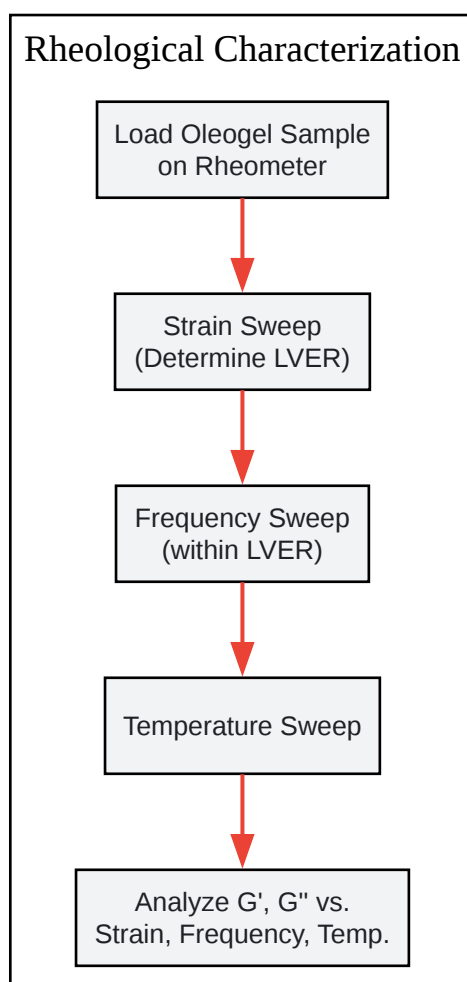 Rheological Characterization
Load Oleogel Sample
on Rheometer
Strain Sweep
(Determine LVER)
Frequency Sweep
(within LVER)
Temperature Sweep
Analyze G', G" vs.
Strain, Frequency, Temp.